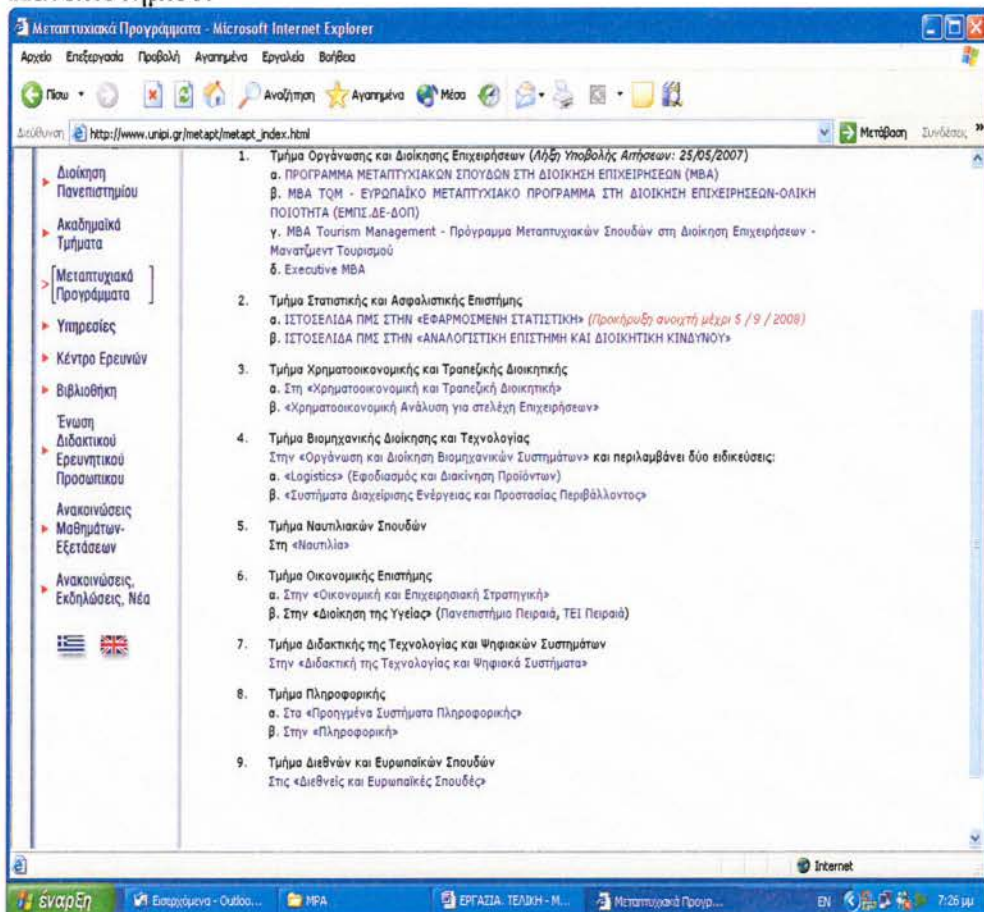 Μεταπτυχιακά Προγράμματα - Microsoft Internet Explorer
Αρχείο Επεξεργασία Προβολή Αγαπημένα Εργαλεία Βοήθεια
Πίσω Αναζήτηση Αγαπημένα Μέσα
Διεύθυνση http://www.unipi.gr/metapt/metapt_index.html Μετάβαση Συνδέσεις »
Διοίκηση
Πανεπιστημίου
Ακαδημαϊκά
Τμήματα
Μεταπτυχιακά
Προγράμματα
Υπηρεσίες
Κέντρο Ερευνών
Βιβλιοθήκη
Ένωση
Διδακτικού
Ερευνητικού
Προσωπικου
Ανακοινώσεις
Μαθημάτων-
Εξετάσεων
Ανακοινώσεις,
Εκδηλώσεις, Νέα
1. Τμήμα Οργάνωσης και Διοίκησης Επιχειρήσεων (Λήξη Υποβολής Αιτήσεων: 25/05/2007)
α. ΠΡΟΓΡΑΜΜΑ ΜΕΤΑΠΤΥΧΙΑΚΩΝ ΣΠΟΥΔΩΝ ΣΤΗ ΔΙΟΙΚΗΣΗ ΕΠΙΧΕΙΡΗΣΕΩΝ (MBA)
β. MBA TQM - ΕΥΡΩΠΑΪΚΟ ΜΕΤΑΠΤΥΧΙΑΚΟ ΠΡΟΓΡΑΜΜΑ ΣΤΗ ΔΙΟΙΚΗΣΗ ΕΠΙΧΕΙΡΗΣΕΩΝ-ΟΛΙΚΗ
ΠΟΙΟΤΗΤΑ (ΕΜΠΣ.ΔΕ-ΔΟΠ)
γ. MBA Tourism Management - Πρόγραμμα Μεταπτυχιακών Σπουδών στη Διοίκηση Επιχειρήσεων -
Μανατζμεντ Τουρισμού
δ. Executive MBA
2. Τμήμα Στατιστικής και Ασφαλιστικής Επιστήμης
α. ΙΣΤΟΣΕΛΙΔΑ ΠΜΣ ΣΤΗΝ «ΕΦΑΡΜΟΣΜΕΝΗ ΣΤΑΤΙΣΤΙΚΗ» (Προκήρυξη ανοιχτή μέχρι 5 / 9 / 2008)
β. ΙΣΤΟΣΕΛΙΔΑ ΠΜΣ ΣΤΗΝ «ΑΝΑΛΟΓΙΣΤΙΚΗ ΕΠΙΣΤΗΜΗ ΚΑΙ ΔΙΟΙΚΗΤΙΚΗ ΚΙΝΔΥΝΟΥ»
3. Τμήμα Χρηματοοικονομικής και Τραπεζικής Διοικητικής
α. Στη «Χρηματοοικονομική και Τραπεζική Διοικητική»
β. «Χρηματοοικονομική Ανάλυση για στελέχη Επιχειρήσεων»
4. Τμήμα Βιομηχανικής Διοίκησης και Τεχνολογίας
Στην «Οργάνωση και Διοίκηση Βιομηχανικών Συστημάτων» και περιλαμβάνει δύο ειδικεύσεις:
α. «Logistics» (Εφοδιασμός και Διακίνηση Προϊόντων)
β. «Συστήματα Διαχείρισης Ενέργειας και Προστασίας Περιβάλλοντος»
5. Τμήμα Ναυτιλιακών Σπουδών
Στη «Ναυτιλία»
6. Τμήμα Οικονομικής Επιστήμης
α. Στην «Οικονομική και Επιχειρησιακή Στρατηγική»
β. Στην «Διοίκηση της Υγείας» (Πανεπιστήμιο Πειραιά, ΤΕΙ Πειραιά)
7. Τμήμα Διδακτικής της Τεχνολογίας και Ψηφιακών Συστημάτων
Στην «Διδακτική της Τεχνολογίας και Ψηφιακά Συστήματα»
8. Τμήμα Πληροφορικής
α. Στα «Προηγμένα Συστήματα Πληροφορικής»
β. Στην «Πληροφορική»
9. Τμήμα Διεθνών και Ευρωπαϊκών Σπουδών
Στις «Διεθνείς και Ευρωπαϊκές Σπουδές»
Internet
έναρξη Εισερχόμενα - Outloo... MPA ΕΡΓΑΣΙΑ. ΤΕΛΙΚΗ - M... Μεταπτυχιακά Προγρ... EN 7:26 μμ